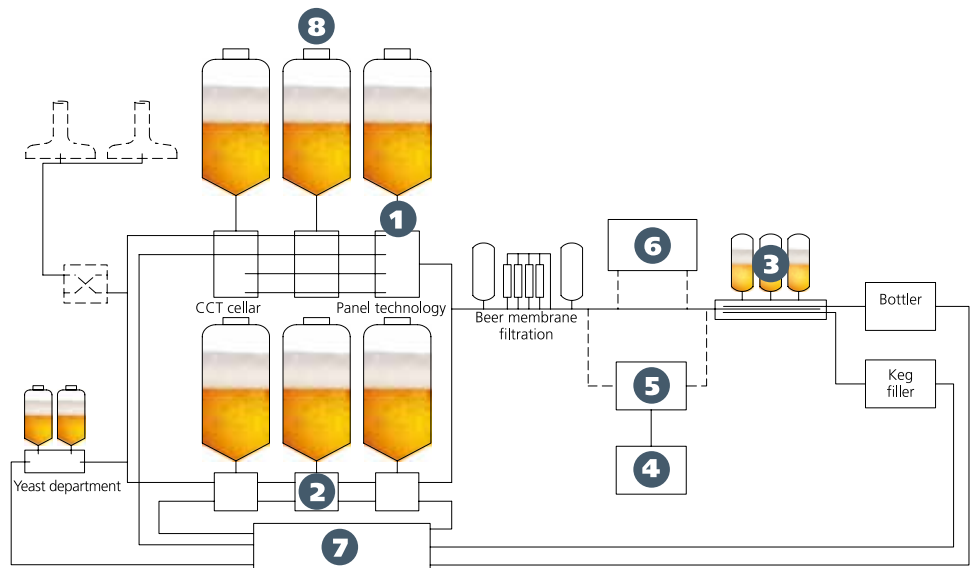 8
1
6
3
CCT cellar
Panel technology
Bottler
Beer membrane
filtration
5
Keg
filler
4
Yeast department
2
7